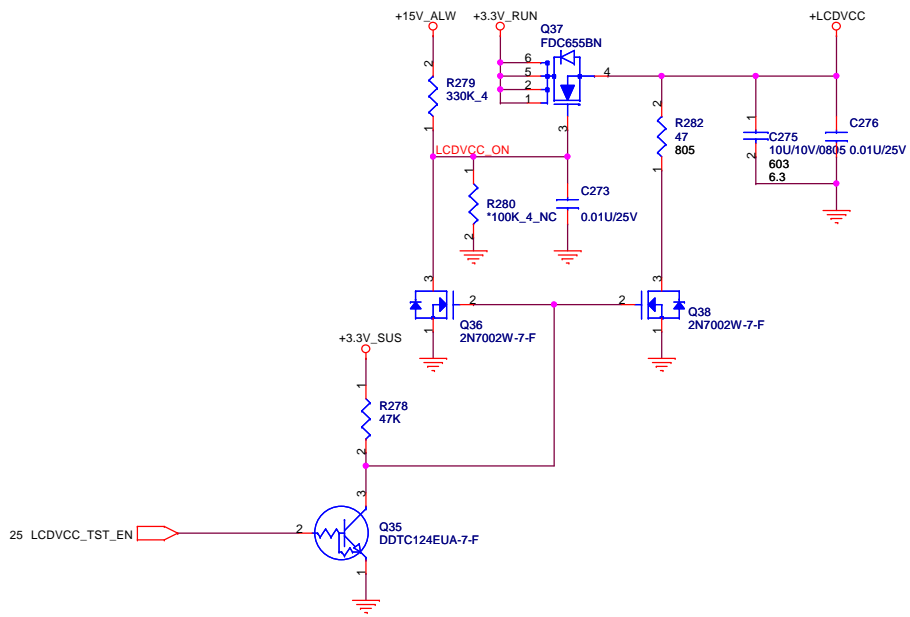 +15V_ALW
+3.3V_RUN
+LCDVCC
Q37
FDC655BN
6
5
2
1
4
3
2
R279
330K_4
1
LCDVCC_ON
2
R282
47
805
1
1
C275
10U/10V/0805
2
603
6.3
C276
0.01U/25V
1
R280
*100K_4_NC
2
C273
0.01U/25V
3
2
Q36
2N7002W-7-F
1
3
2
Q38
2N7002W-7-F
1
+3.3V_SUS
1
R278
47K
2
3
25 LCDVCC_TST_EN
2
Q35
DDTC124EUA-7-F
1